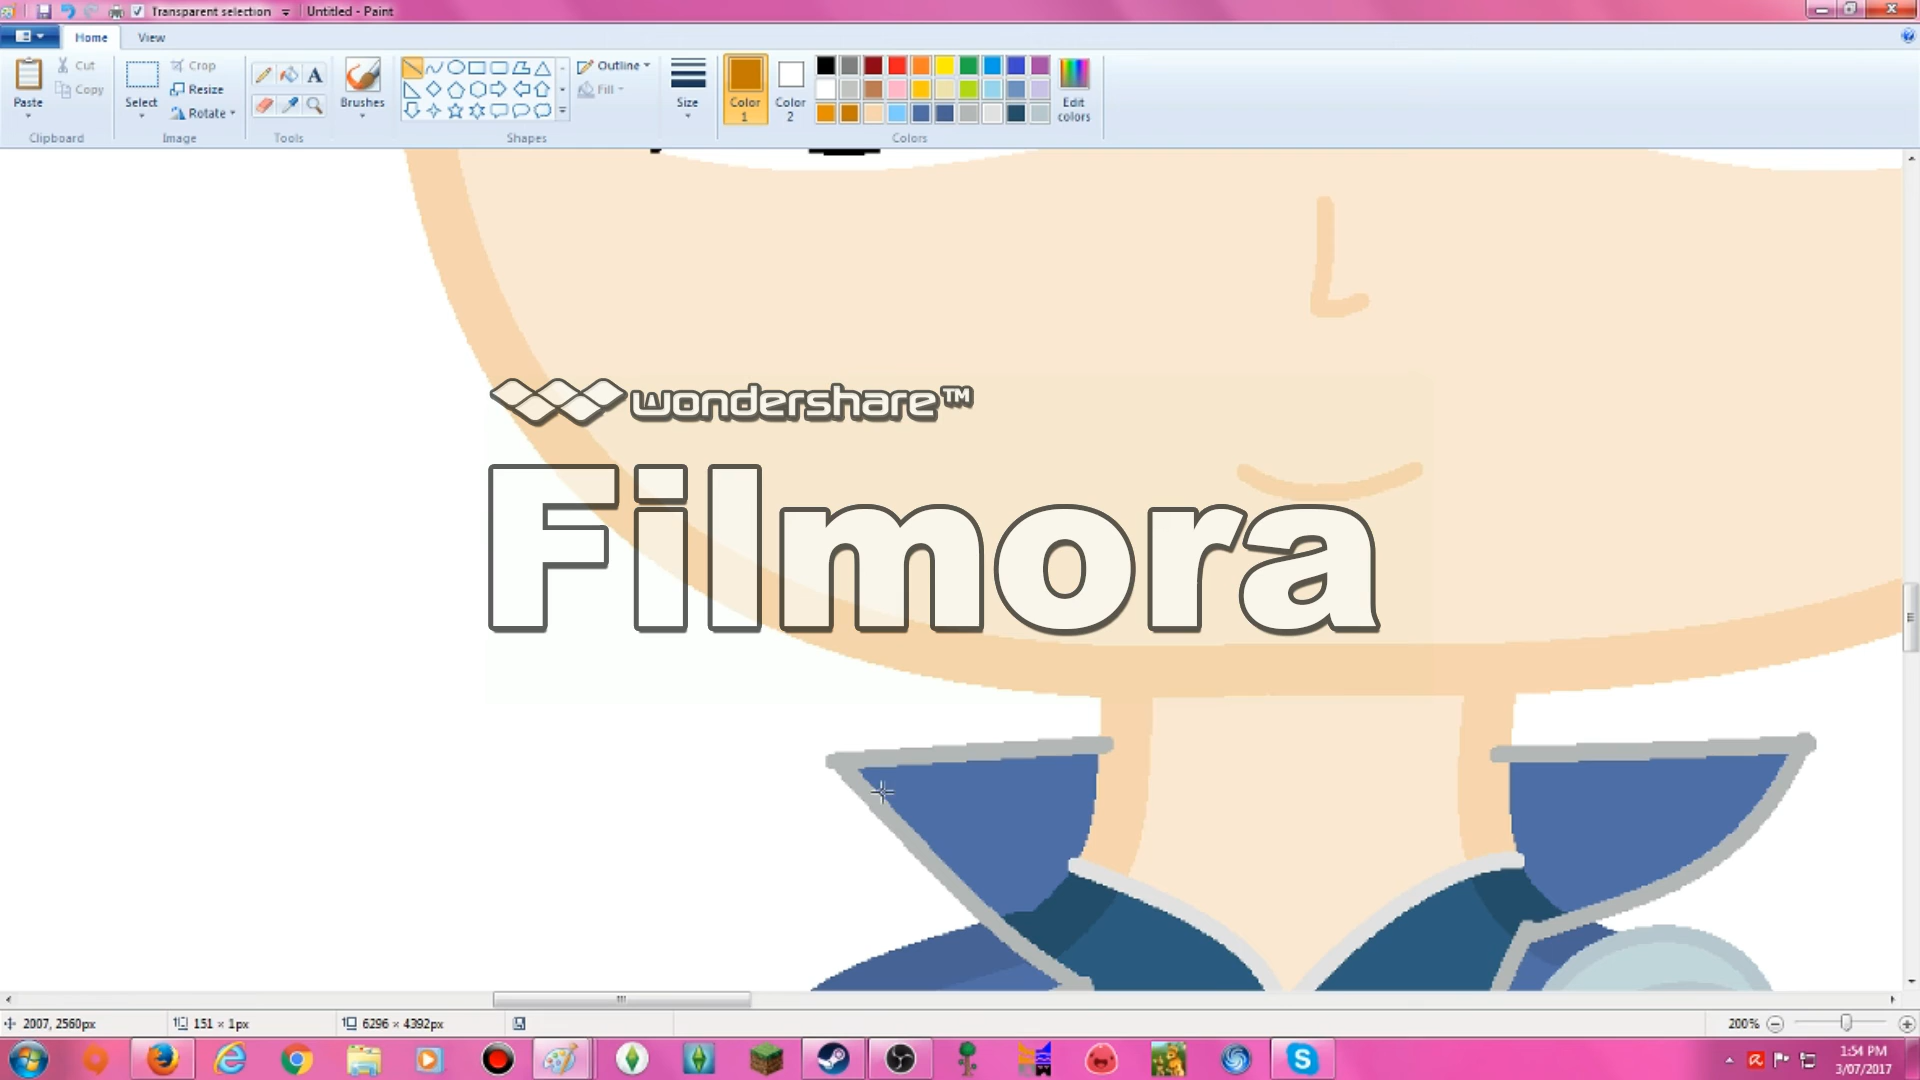 Transparent selection
Untitled - Paint
Home
View
Paste
Cut
Copy
Clipboard
Select
Crop
Resize
Rotate
Image
A
Tools
Brushes
Outline
Fill
Shapes
Size
Color
1
Color
2
Edit
colors
Colors
wondershare™
Filmora
2007, 2560px
151 × 1px
6296 × 4392px
200%
S
1:54 PM
3/07/2017